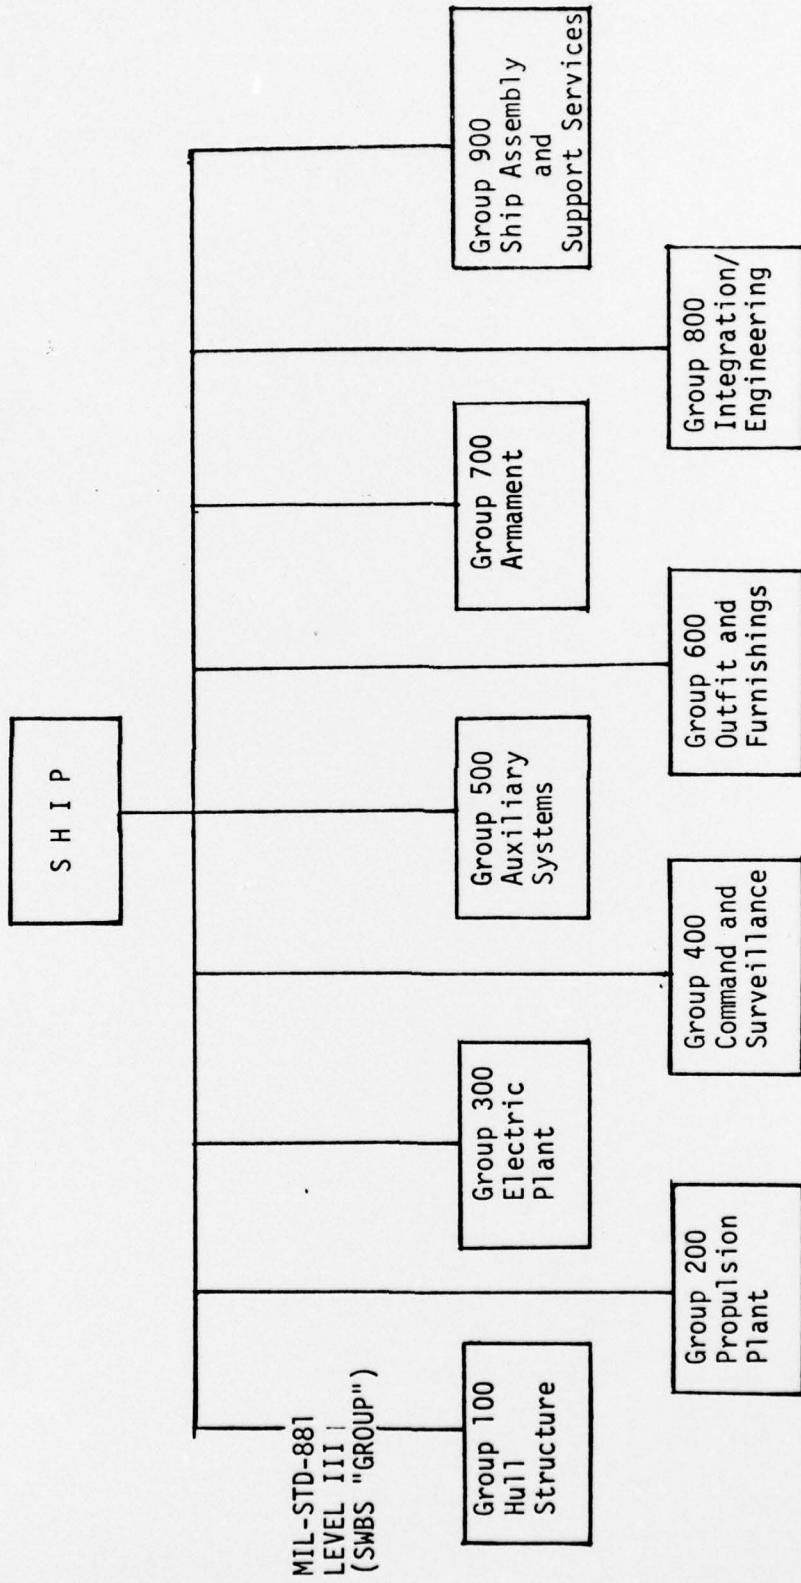 S H I P
MIL-STD-881
LEVEL III
(SWBS "GROUP")
Group 100
Hull
Structure
Group 200
Propulsion
Plant
Group 300
Electric
Plant
Group 400
Command and
Surveillance
Group 500
Auxiliary
Systems
Group 600
Outfit and
Furnishings
Group 700
Armament
Group 800
Integration/
Engineering
Group 900
Ship Assembly
and
Support Services